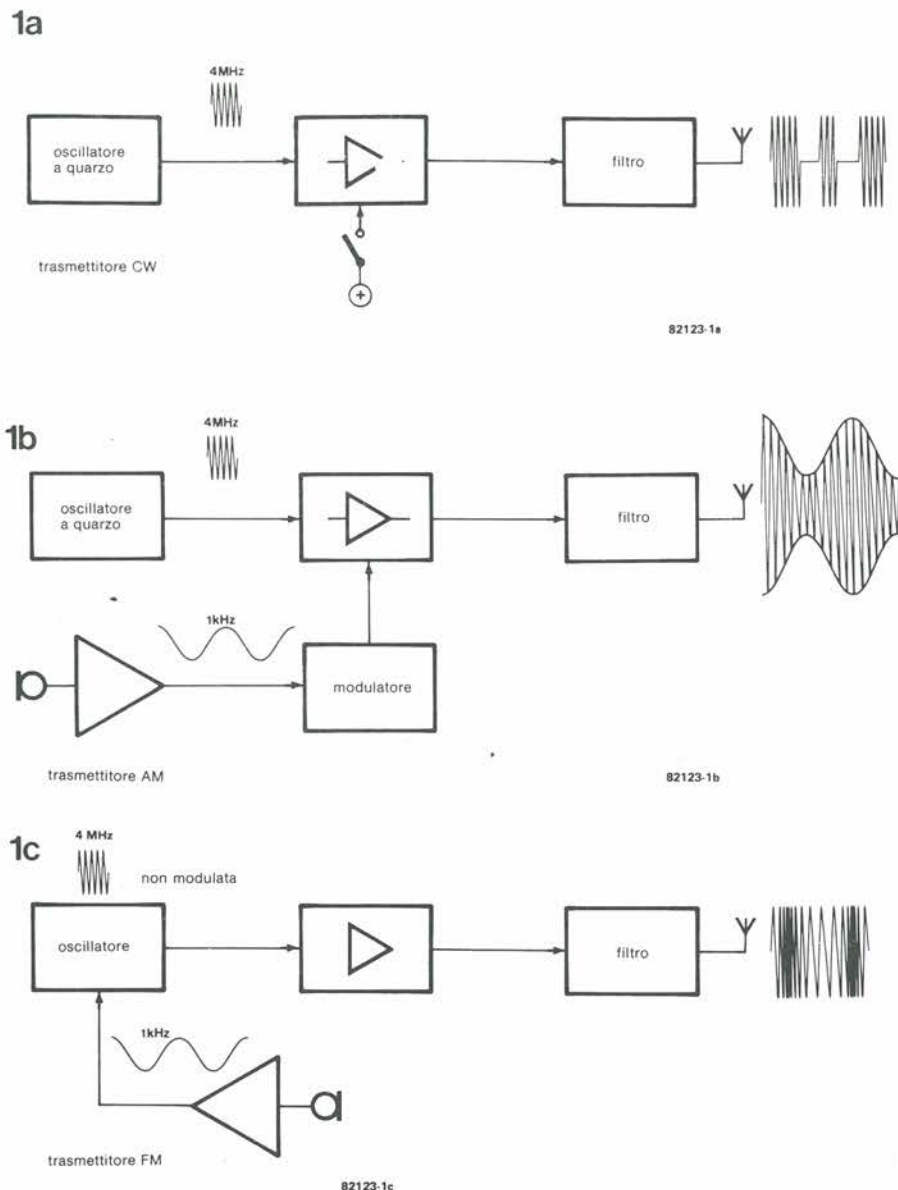 1a
4MHz
oscillatore
a quarzo
filtro
trasmettitore CW
82123-1a
1b
4MHz
oscillatore
a quarzo
filtro
1kHz
modulatore
trasmettitore AM
82123-1b
1c
4 MHz
non modulata
oscillatore
filtro
1kHz
trasmettitore FM
82123-1c